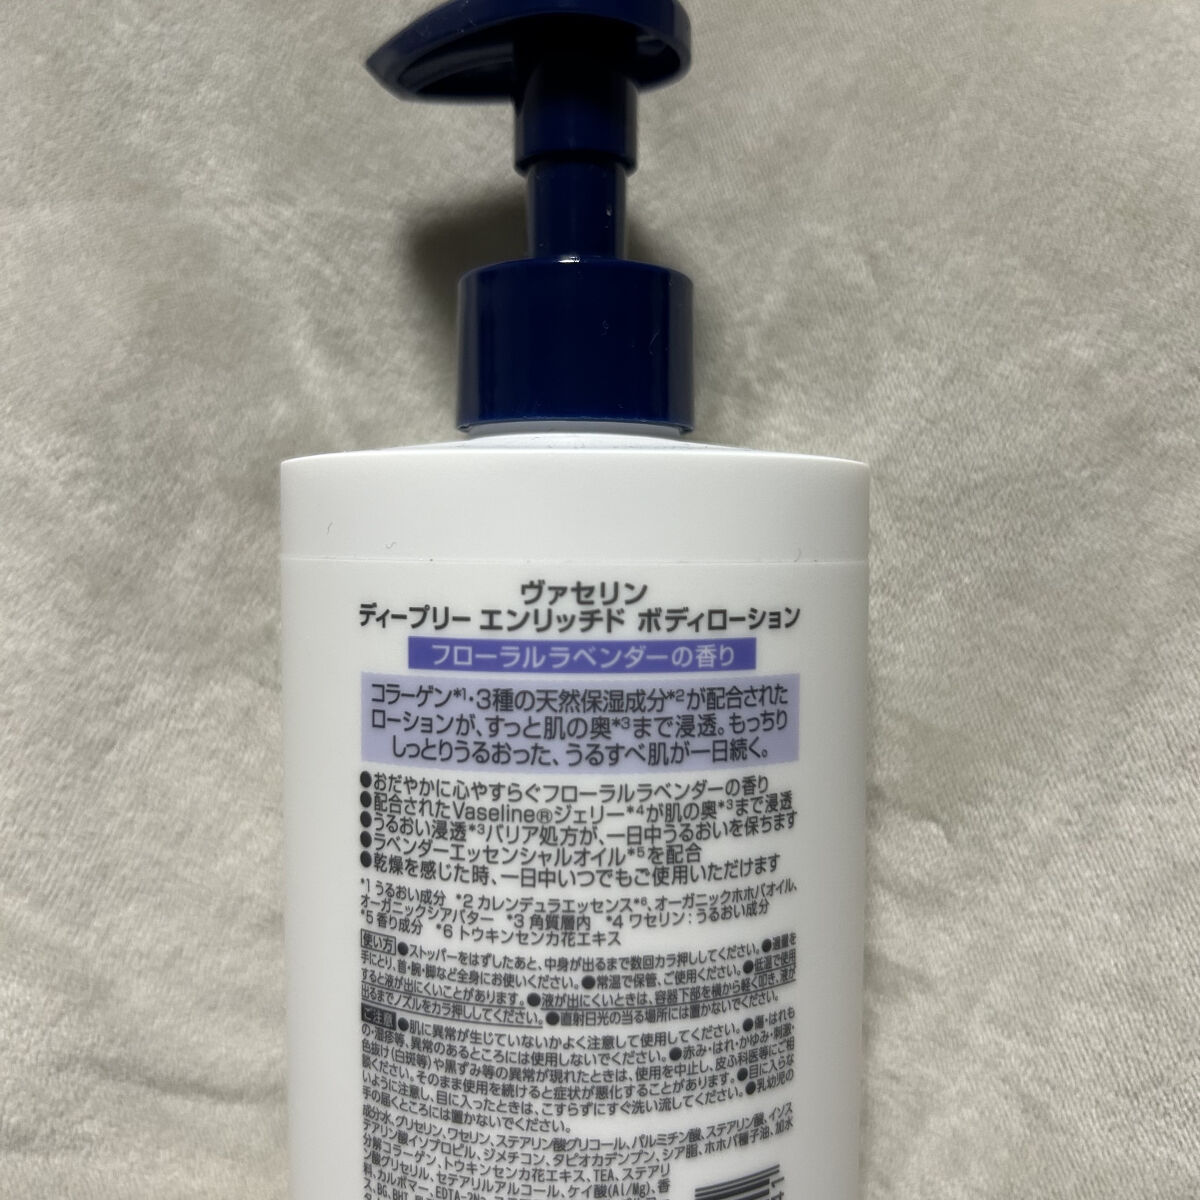 ヴァセリン
ディープリー エンリッチド ボディローション
フローラルラベンダーの香り
コラーゲン*1・3種の天然保湿成分*2が配合された
ローションが、すっと肌の奥*3まで浸透。もっちり
しっとりうるおった、うるすべ肌が一日続く。
●おだやかに心やすらぐフローラルラベンダーの香り
●配合されたVaseline®ジェリー*4が肌の奥*3まで浸透
●うるおい浸透*3バリア処方が、一日中うるおいを保ちます
●ラベンダーエッセンシャルオイル*5を配合
●乾燥を感じた時、一日中いつでもご使用いただけます
*1 うるおい成分 *2 カレンデュラエッセンス*6、オーガニックホホバオイル、
オーガニックシアバター *3 角質層内 *4 ワセリン：うるおい成分
*5 香り成分 *6 トウキンセンカ花エキス
使い方 ●ストッパーをはずしたあと、中身が出るまで数回カラ押ししてください。●適量を
手にとり、首・腕・脚など全身にお使いください。●常温で保管、ご使用ください。●低温で使用
すると液が出にくいことがあります。●液が出にくいときは、容器下部を横から軽く叩き、液が
出るまでノズルをカラ押ししてください。●直射日光の当る場所には置かないでください。
ご注意 ●肌に異常が生じていないかよく注意して使用してください。●傷・はれも
の・湿疹等、異常のあるところには使用しないでください。●赤み・はれ・かゆみ・刺激・
色抜け(白斑等)や黒ずみ等の異常が現れたときは、使用を中止し、皮ふ科医等にご相
談ください。そのまま使用を続けると症状が悪化することがあります。●目に入らな
いように注意し、目に入ったときは、こすらずにすぐ洗い流してください。●乳幼児の
手の届くところには置かないでください。
成分水、グリセリン、ワセリン、ステアリン酸グリコール、パルミチン酸、ステアリン酸、イソス
テアリン酸イソプロピル、ジメチコン、タピオカデンプン、シア脂、ホホバ種子油、加水
分解コラーゲン、トウキンセンカ花エキス、TEA、ステアリ
ン酸グリセリル、セテアリルアルコール、ケイ酸(Al/Mg)、香
料、カルボマー、EDTA-2Na
ス、BG、BHT